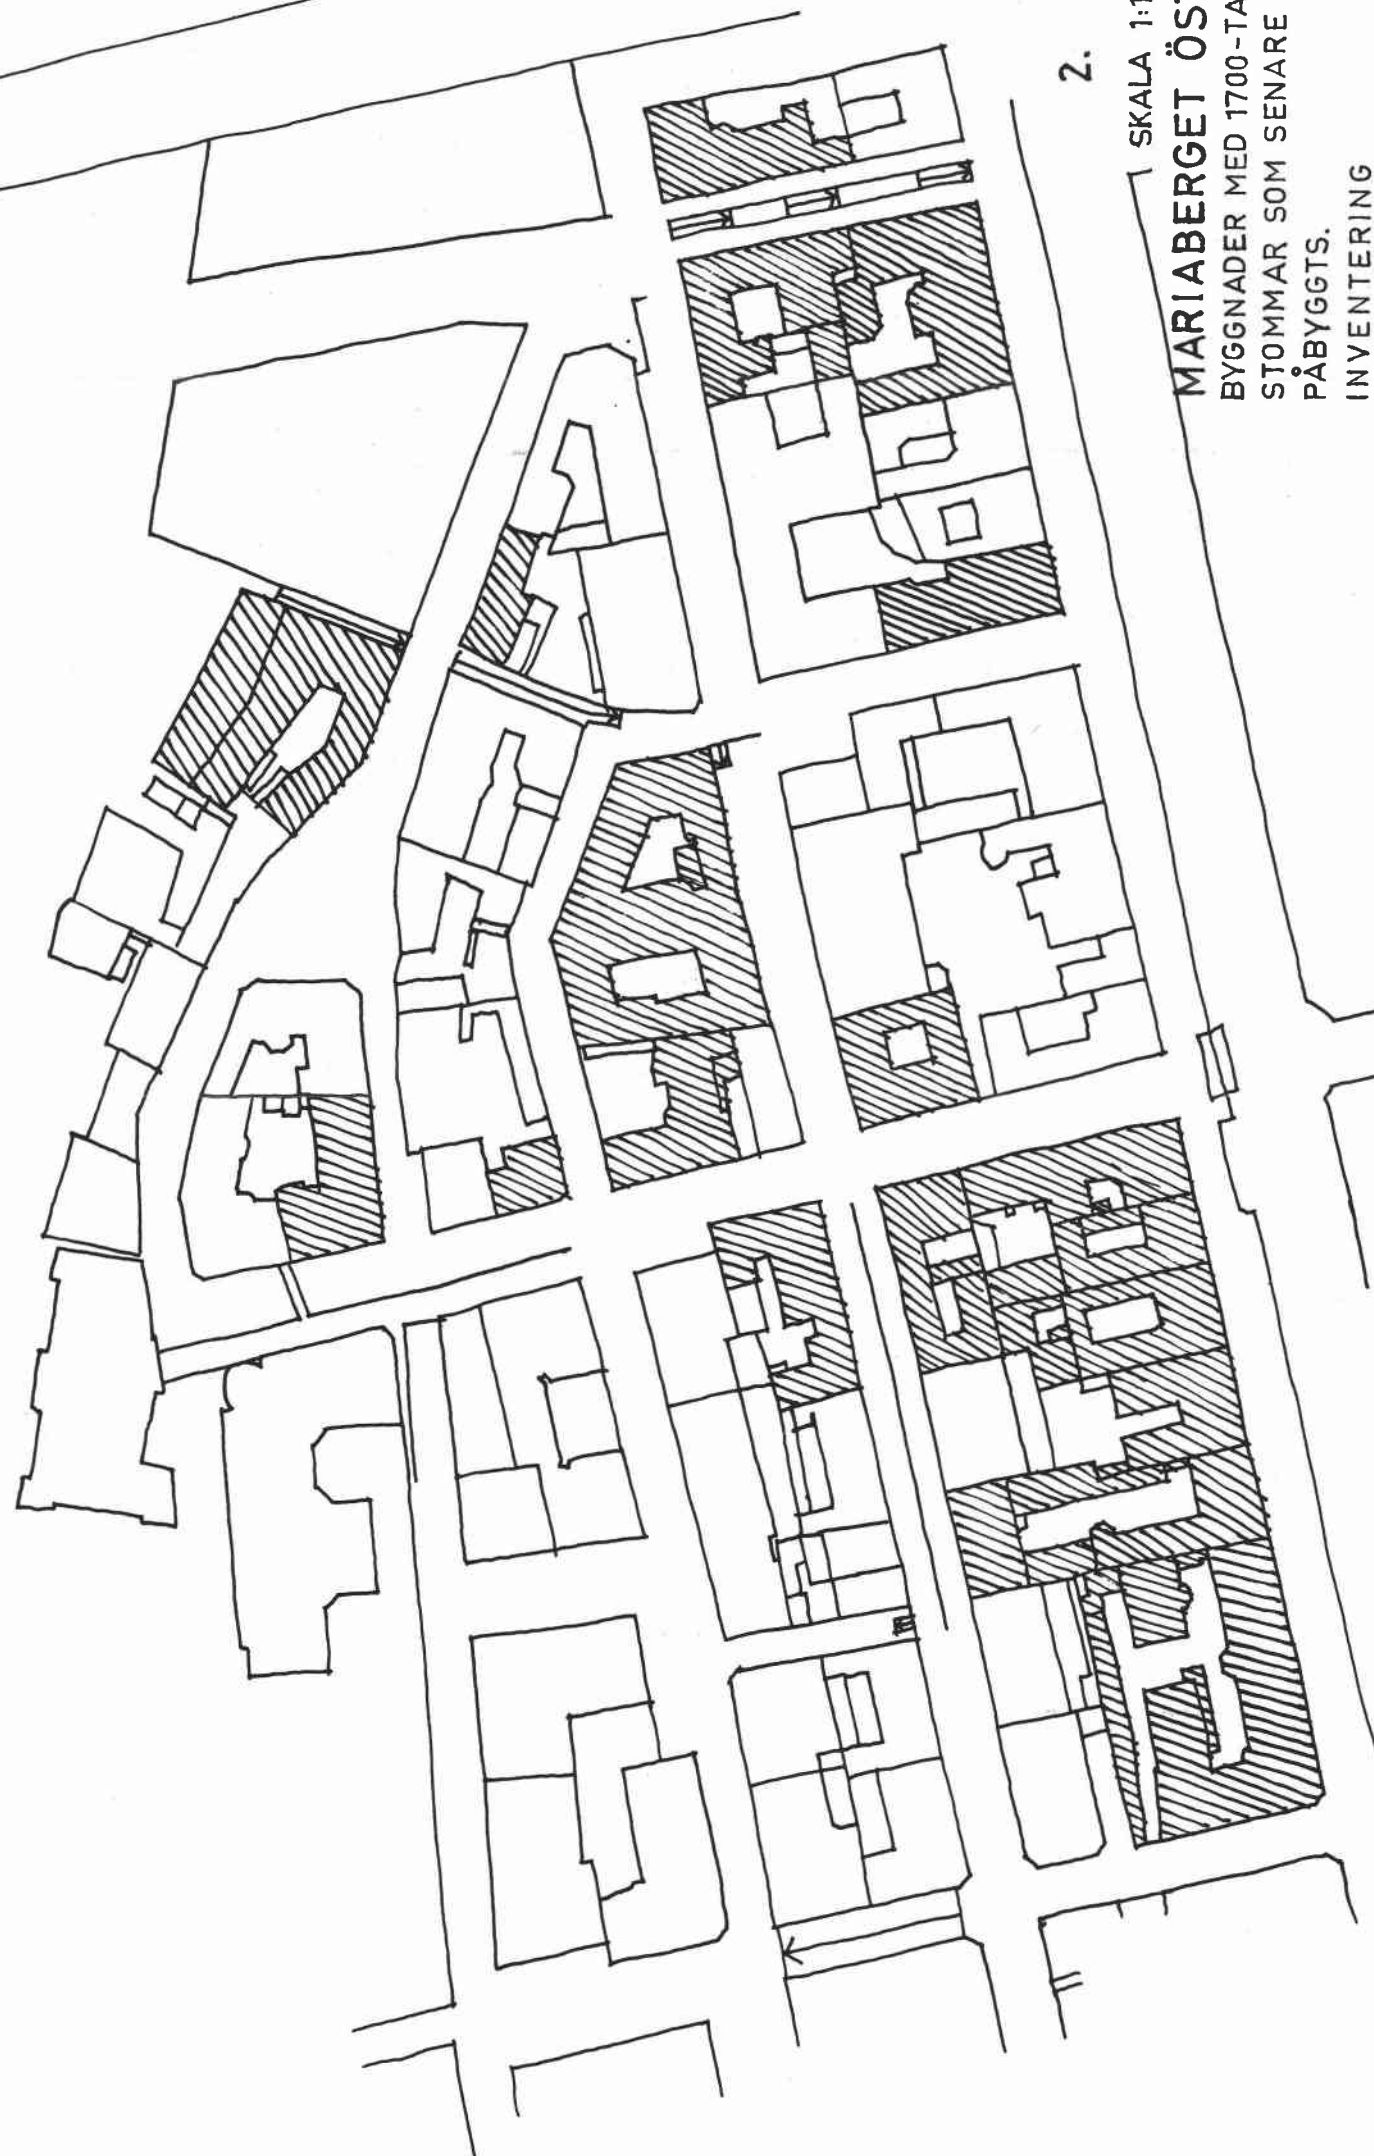 2.
SKALA 1:1
MARIABERGET ÖS
BYGGNADER MED 1700-TA
STOMMAR SOM SENARE
PÅBYGGTS.
INVENTERING